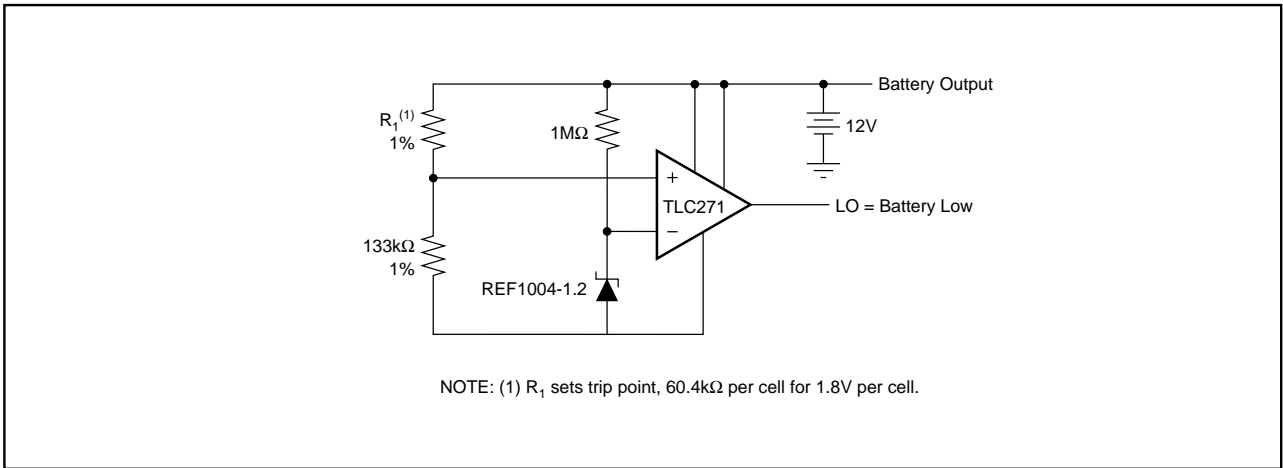 Battery Output
R1(1)
1%
1MΩ
12V
+
TLC271
–
LO = Battery Low
133kΩ
1%
REF1004-1.2
NOTE: (1) R1 sets trip point, 60.4kΩ per cell for 1.8V per cell.